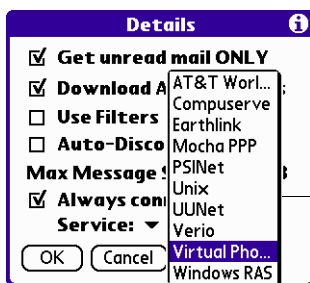 Details
Get unread mail ONLY
Download A
Use Filters
Auto-Disco
Max Message
Always con
Service:
OK Cancel
AT&T Worl...
Compuserve
Earthlink
Mocha PPP
PSINet
Unix
UUNet
Verio
Virtual Pho...
Windows RAS